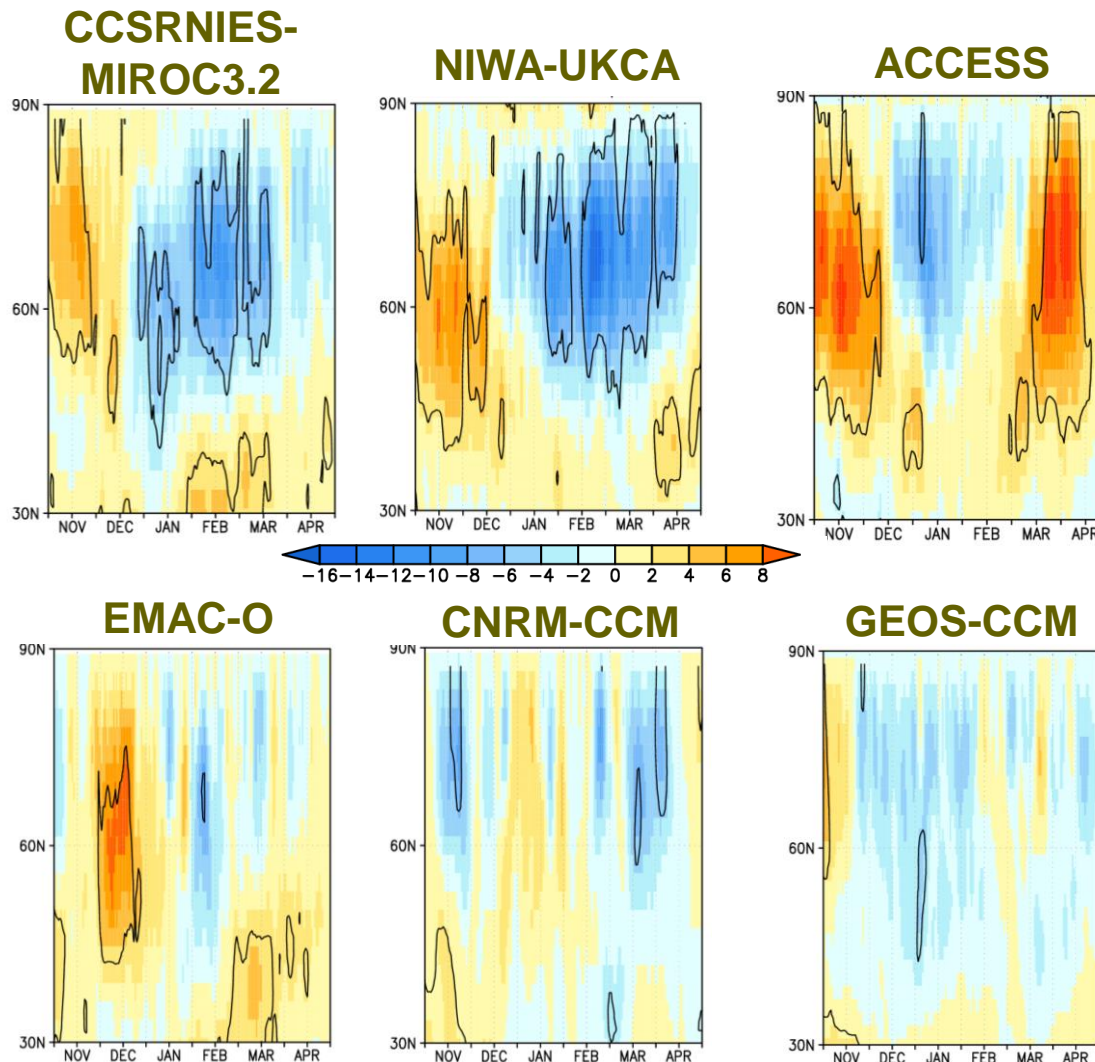 CCSRNIES-
MIROC3.2
NIWA-UKCA
ACCESS
90N
60N
30N
NOV DEC JAN FEB MAR APR
90N
60N
30N
NOV DEC JAN FEB MAR APR
90N
60N
30N
NOV DEC JAN FEB MAR APR
-16 -14 -12 -10 -8 -6 -4 -2 0 2 4 6 8
EMAC-O
CNRM-CCM
GEOS-CCM
90N
60N
30N
NOV DEC JAN FEB MAR APR
90N
60N
30N
NOV DEC JAN FEB MAR APR
90N
60N
30N
NOV DEC JAN FEB MAR APR